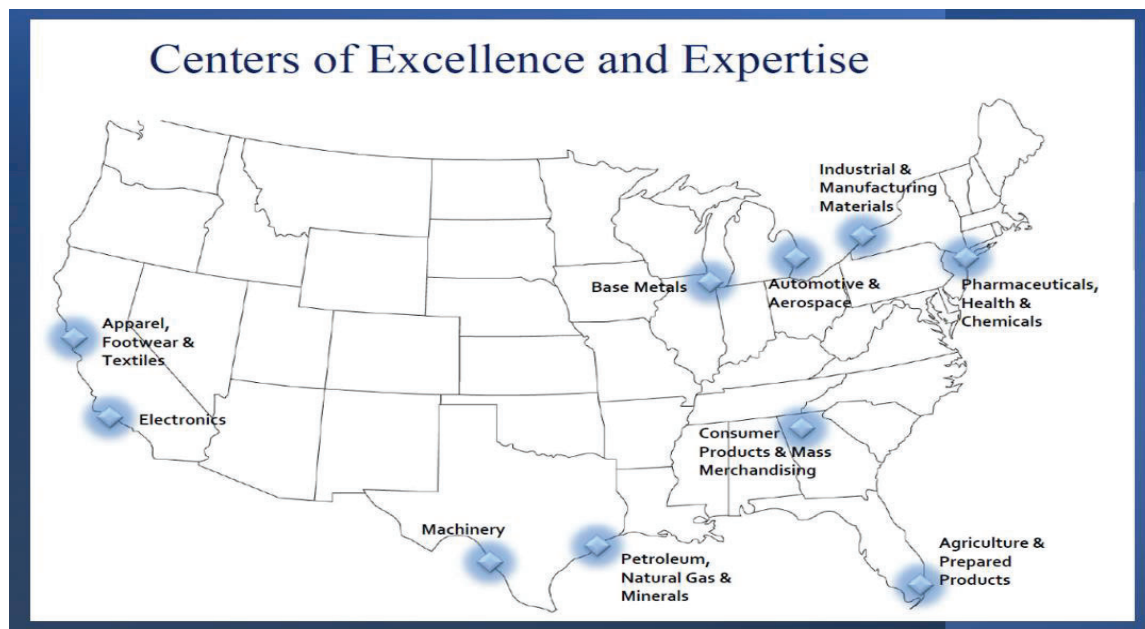 Centers of Excellence and Expertise
Industrial &
Manufacturing
Materials
Base Metals
Automotive &
Aerospace
Pharmaceuticals,
Health &
Chemicals
Apparel,
Footwear &
Textiles
Electronics
Consumer
Products & Mass
Merchandising
Machinery
Petroleum,
Natural Gas &
Minerals
Agriculture &
Prepared
Products